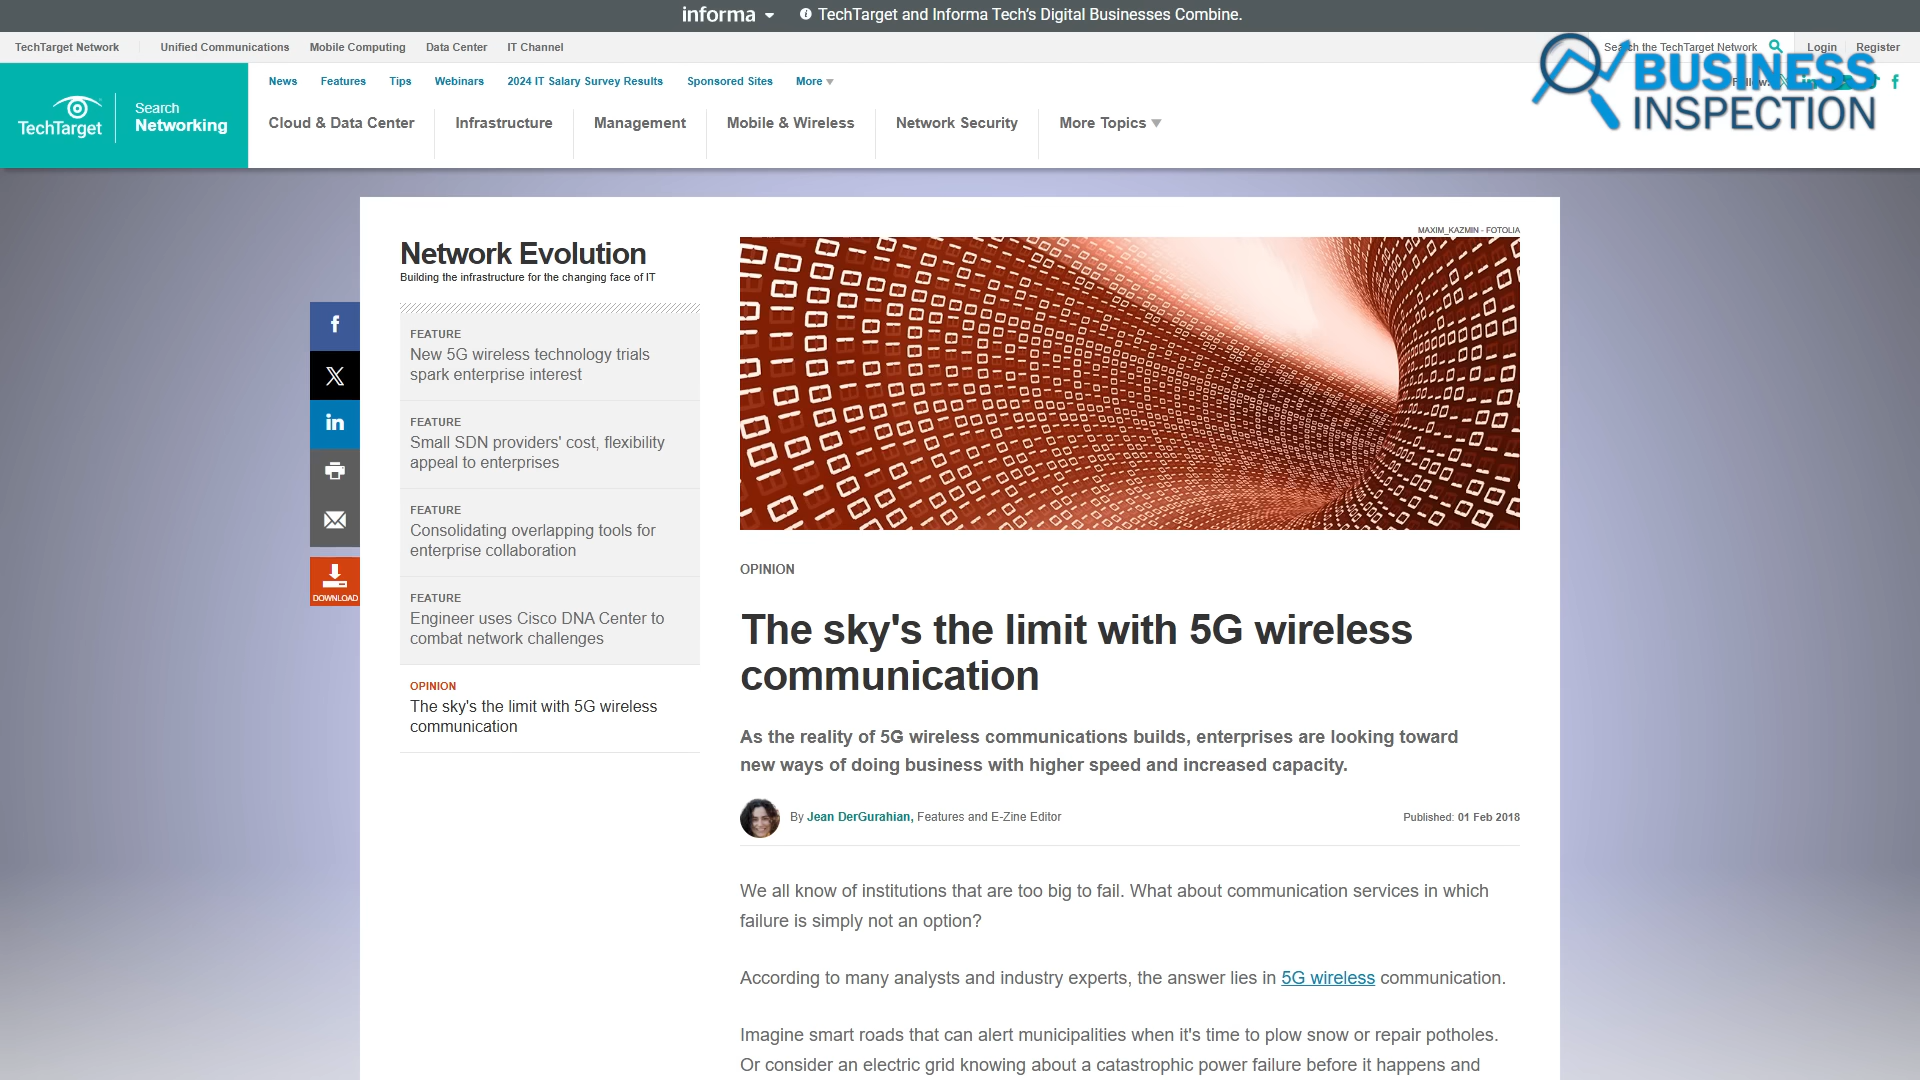 informa
TechTarget and Informa Tech's Digital Businesses Combine.
TechTarget Network
Unified Communications
Mobile Computing
Data Center
IT Channel
Search the TechTarget Network
Login
Register
TechTarget
Search
Networking
News
Features
Tips
Webinars
2024 IT Salary Survey Results
Sponsored Sites
More
Follow:
BUSINESS
INSPECTION
Cloud & Data Center
Infrastructure
Management
Mobile & Wireless
Network Security
More Topics
Network Evolution
Building the infrastructure for the changing face of IT
FEATURE
New 5G wireless technology trials
spark enterprise interest
FEATURE
Small SDN providers' cost, flexibility
appeal to enterprises
FEATURE
Consolidating overlapping tools for
enterprise collaboration
FEATURE
Engineer uses Cisco DNA Center to
combat network challenges
OPINION
The sky's the limit with 5G wireless
communication
DOWNLOAD
MAXIM_KAZMIN - FOTOLIA
OPINION
The sky's the limit with 5G wireless
communication
As the reality of 5G wireless communications builds, enterprises are looking toward
new ways of doing business with higher speed and increased capacity.
By Jean DerGurahian, Features and E-Zine Editor
Published: 01 Feb 2018
We all know of institutions that are too big to fail. What about communication services in which
failure is simply not an option?
According to many analysts and industry experts, the answer lies in 5G wireless communication.
Imagine smart roads that can alert municipalities when it's time to plow snow or repair potholes.
Or consider an electric grid knowing about a catastrophic power failure before it happens and